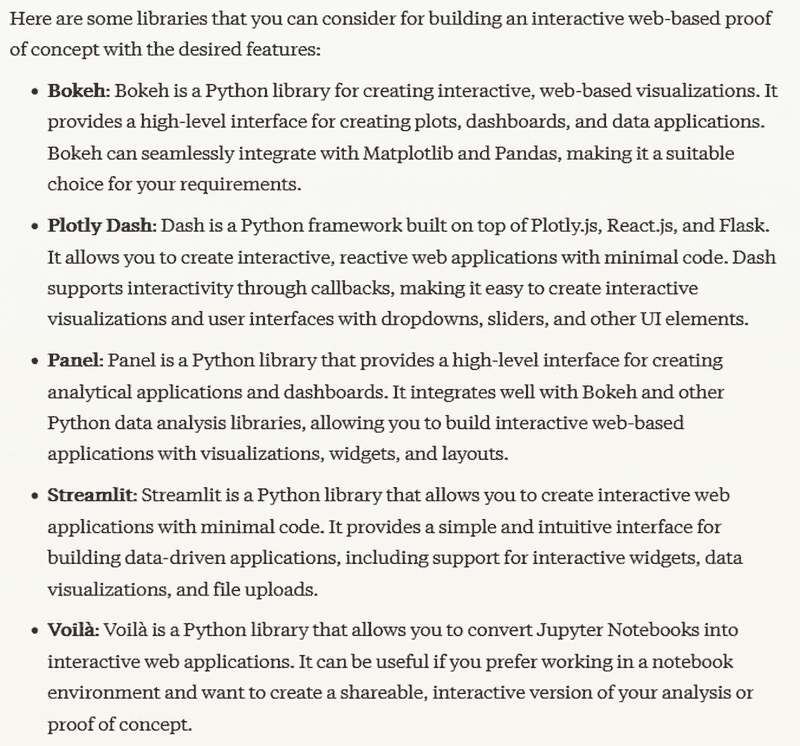 Here are some libraries that you can consider for building an interactive web-based proof
of concept with the desired features:
• Bokeh: Bokeh is a Python library for creating interactive, web-based visualizations. It
provides a high-level interface for creating plots, dashboards, and data applications.
Bokeh can seamlessly integrate with Matplotlib and Pandas, making it a suitable
choice for your requirements.
• Plotly Dash: Dash is a Python framework built on top of Plotly.js, React.js, and Flask.
It allows you to create interactive, reactive web applications with minimal code. Dash
supports interactivity through callbacks, making it easy to create interactive
visualizations and user interfaces with dropdowns, sliders, and other UI elements.
• Panel: Panel is a Python library that provides a high-level interface for creating
analytical applications and dashboards. It integrates well with Bokeh and other
Python data analysis libraries, allowing you to build interactive web-based
applications with visualizations, widgets, and layouts.
• Streamlit: Streamlit is a Python library that allows you to create interactive web
applications with minimal code. It provides a simple and intuitive interface for
building data-driven applications, including support for interactive widgets, data
visualizations, and file uploads.
• Voilà: Voilà is a Python library that allows you to convert Jupyter Notebooks into
interactive web applications. It can be useful if you prefer working in a notebook
environment and want to create a shareable, interactive version of your analysis or
proof of concept.